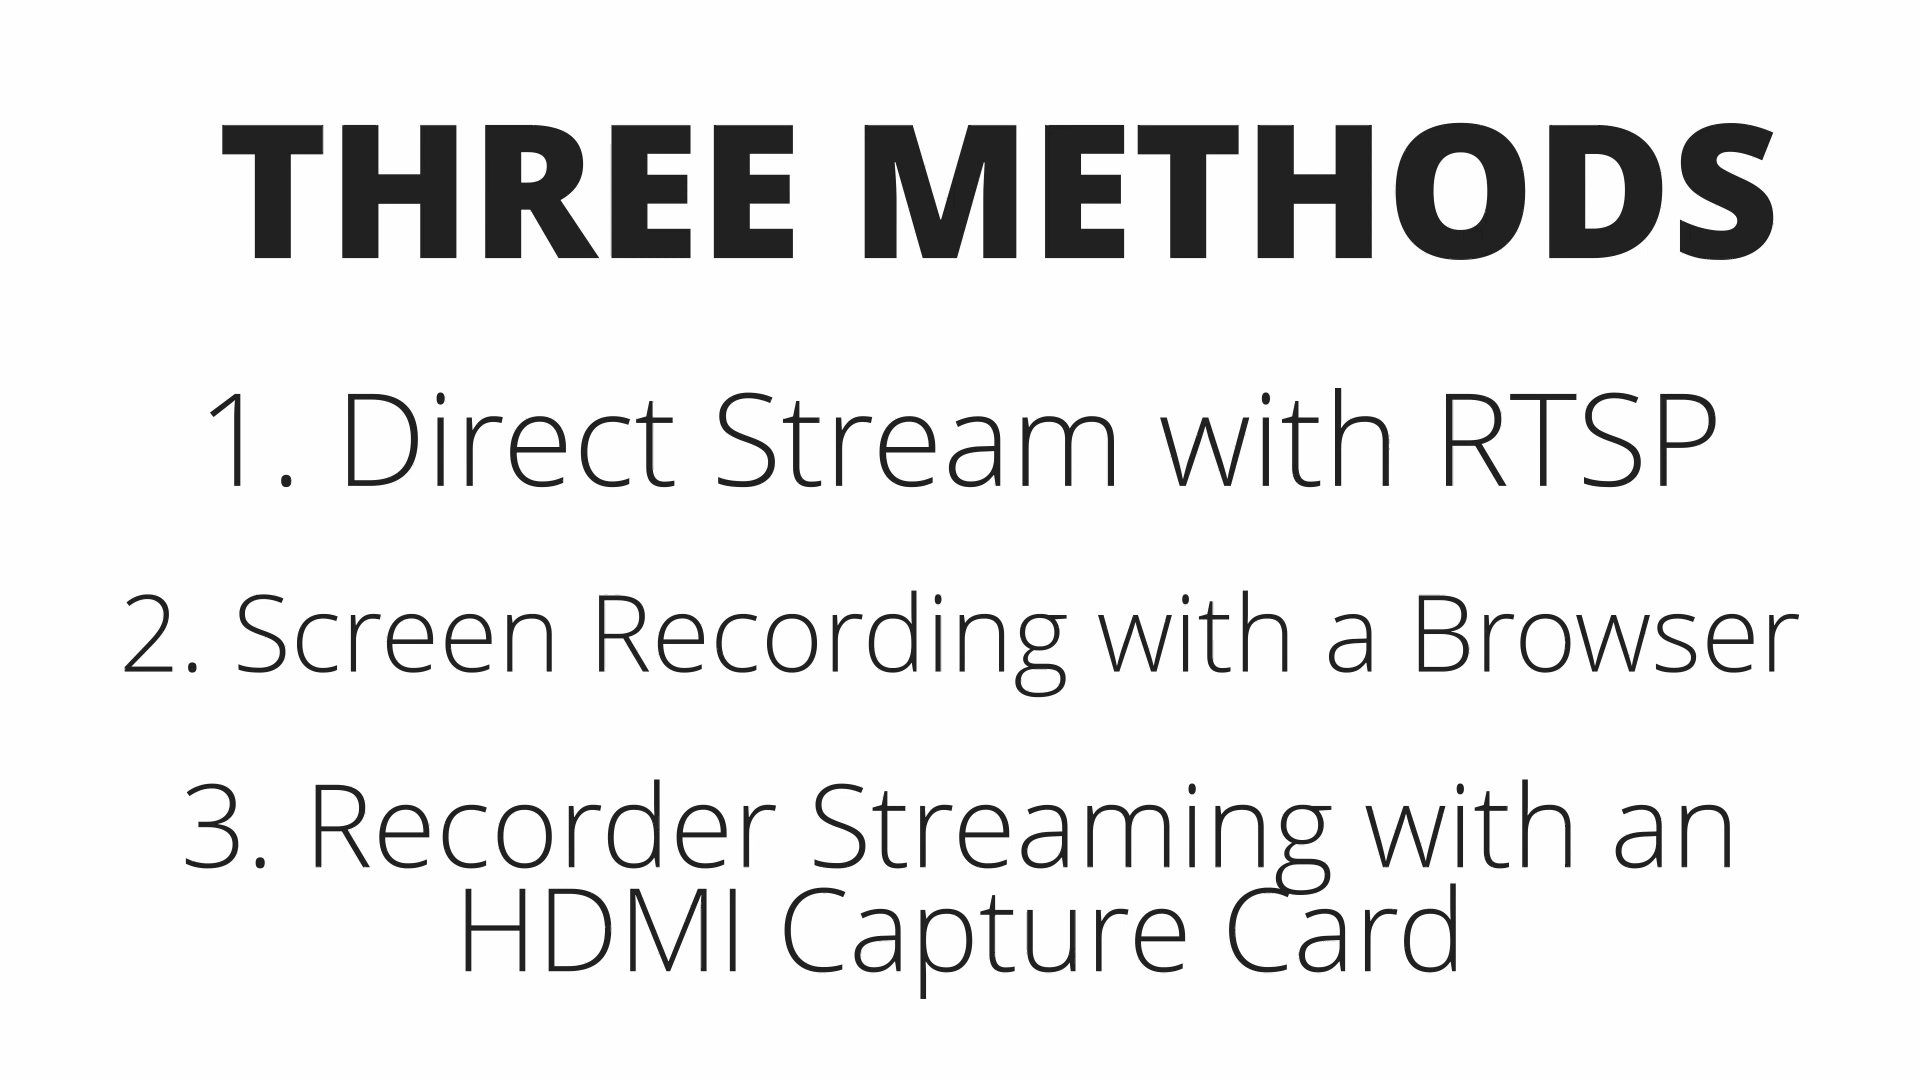 THREE METHODS
1. Direct Stream with RTSP
2. Screen Recording with a Browser
3. Recorder Streaming with an
HDMI Capture Card